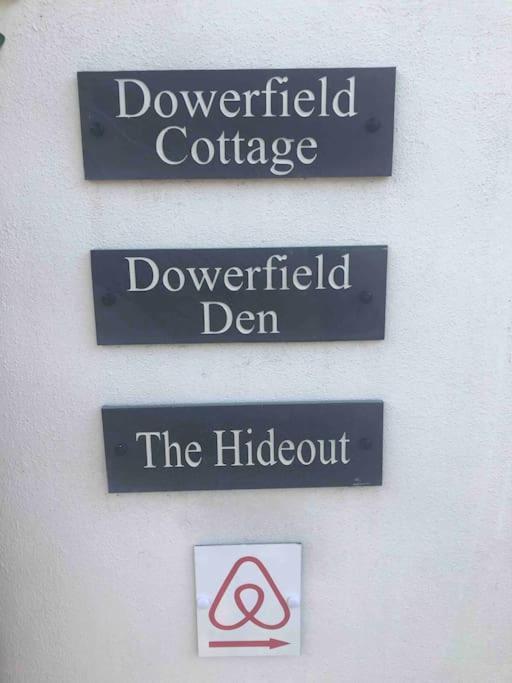 Dowerfield
Cottage
Dowerfield
Den
The Hideout